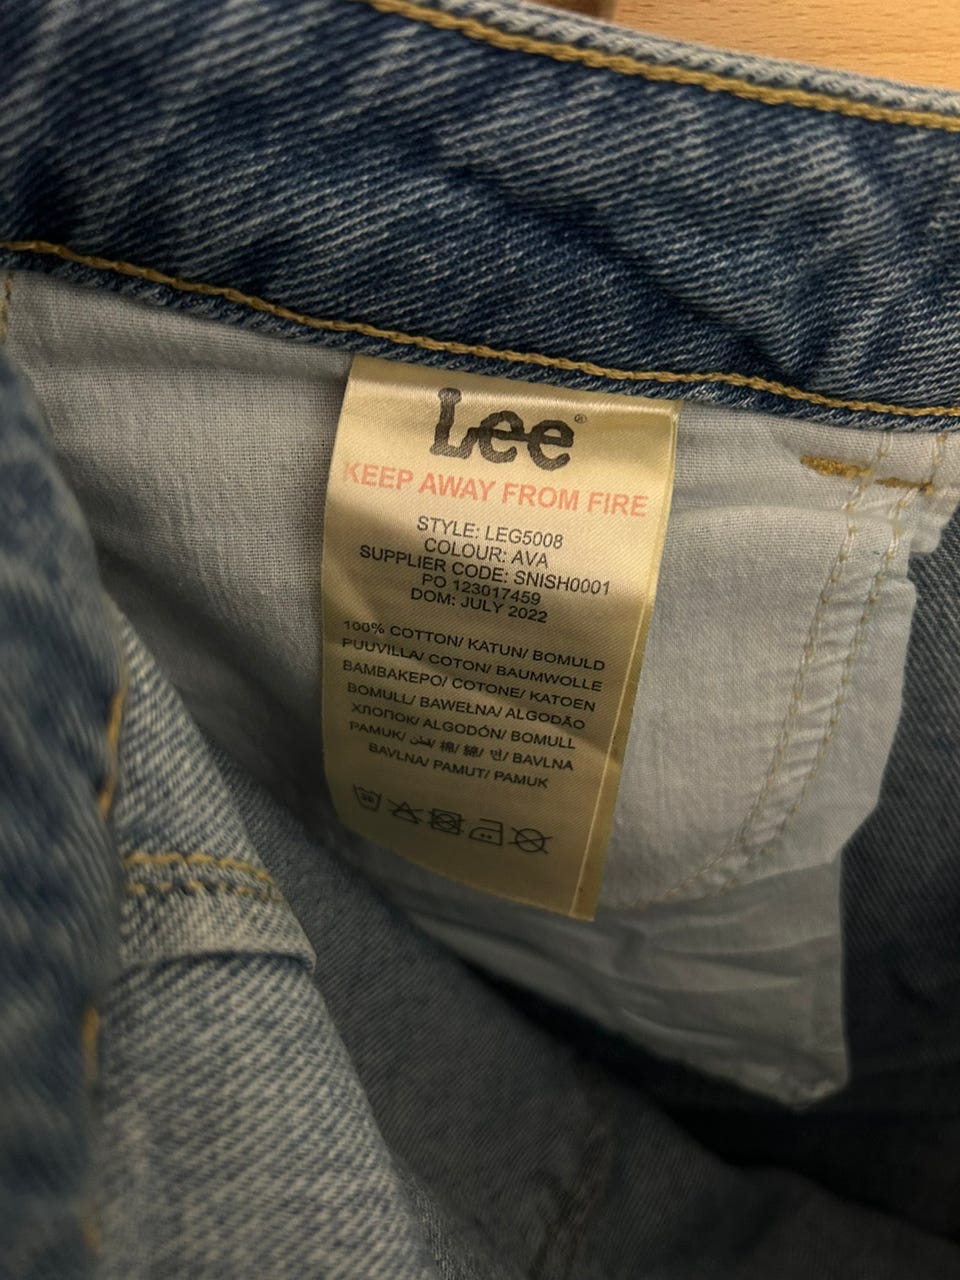 Lee®
KEEP AWAY FROM FIRE
STYLE: LEG5008
COLOUR: AVA
SUPPLIER CODE: SNISH0001
PO 123017459
DOM: JULY 2022
100% COTTON/ KATUN/ BOMULD
PUUVILLA/ COTON/ BAUMWOLLE
BAMBAKEPO/ COTONE/ KATOEN
BOMULL/ BAWEŁNA/ ALGODÃO
ХЛОПОК/ ALGODÓN/ BOMULL
PAMUK/ قطن/ 棉/ 綿/ 면/ BAVLNA
BAVLNA/ PAMUT/ PAMUK
30